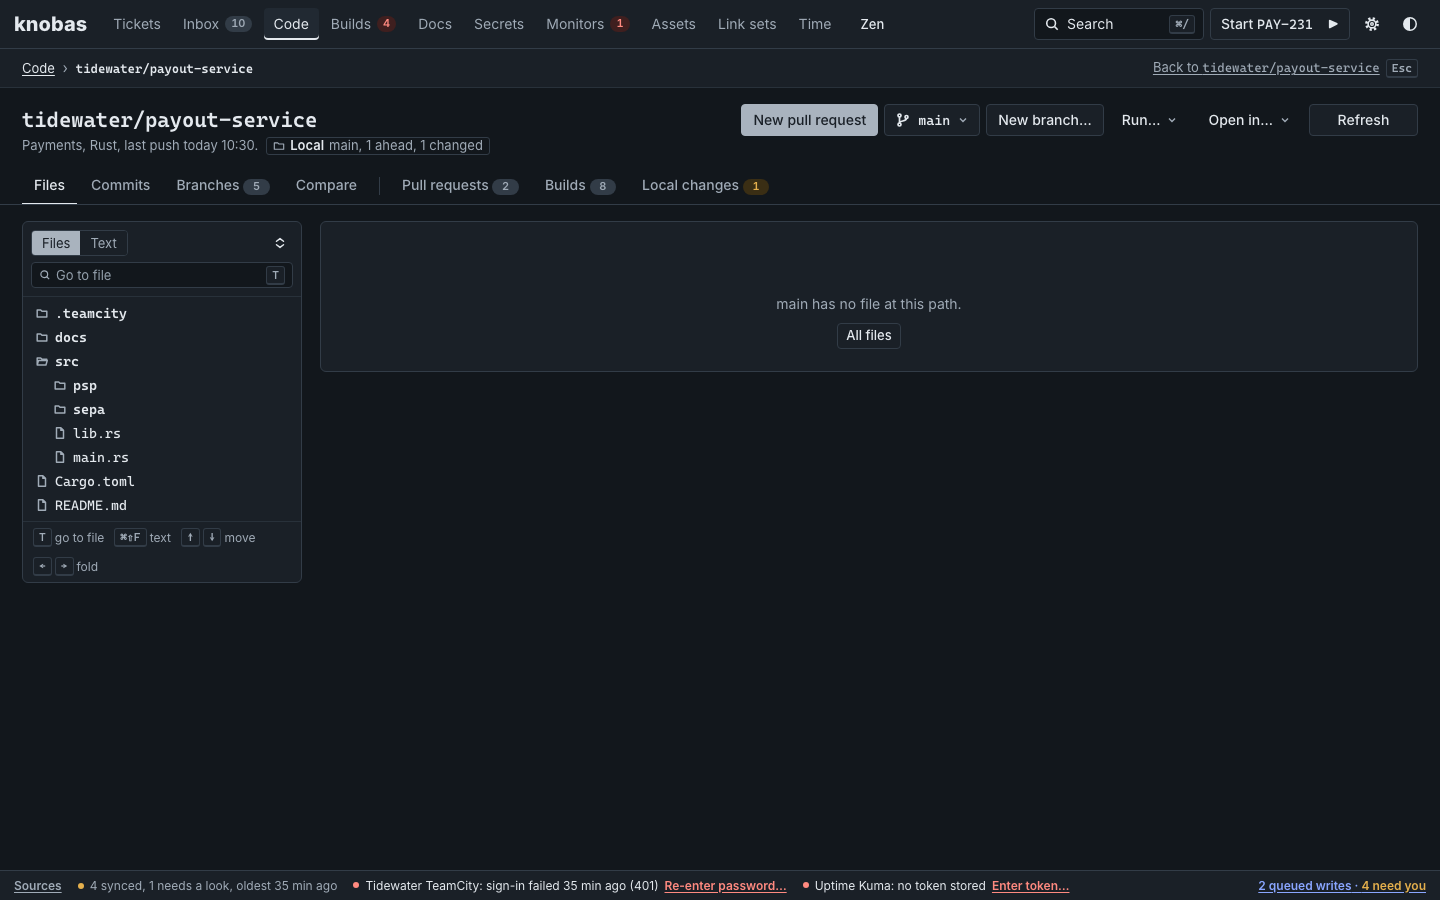 knobas Tickets Inbox 10 Code Builds 4 Docs Secrets Monitors 1 Assets Link sets Time Zen Search ⌘/ Start PAY-231
Code › tidewater/payout-service Back to tidewater/payout-service Esc
tidewater/payout-service New pull request main New branch... Run... Open in... Refresh
Payments, Rust, last push today 10:30. Local main, 1 ahead, 1 changed
Files Commits Branches 5 Compare Pull requests 2 Builds 8 Local changes 1
Files Text
Go to file T
.teamcity
docs
src
psp
sepa
lib.rs
main.rs
Cargo.toml
README.md
T go to file ⌘⇧F text ↑ ↓ move
← → fold
main has no file at this path.
All files
Sources 4 synced, 1 needs a look, oldest 35 min ago Tidewater TeamCity: sign-in failed 35 min ago (401) Re-enter password... Uptime Kuma: no token stored Enter token... 2 queued writes · 4 need you